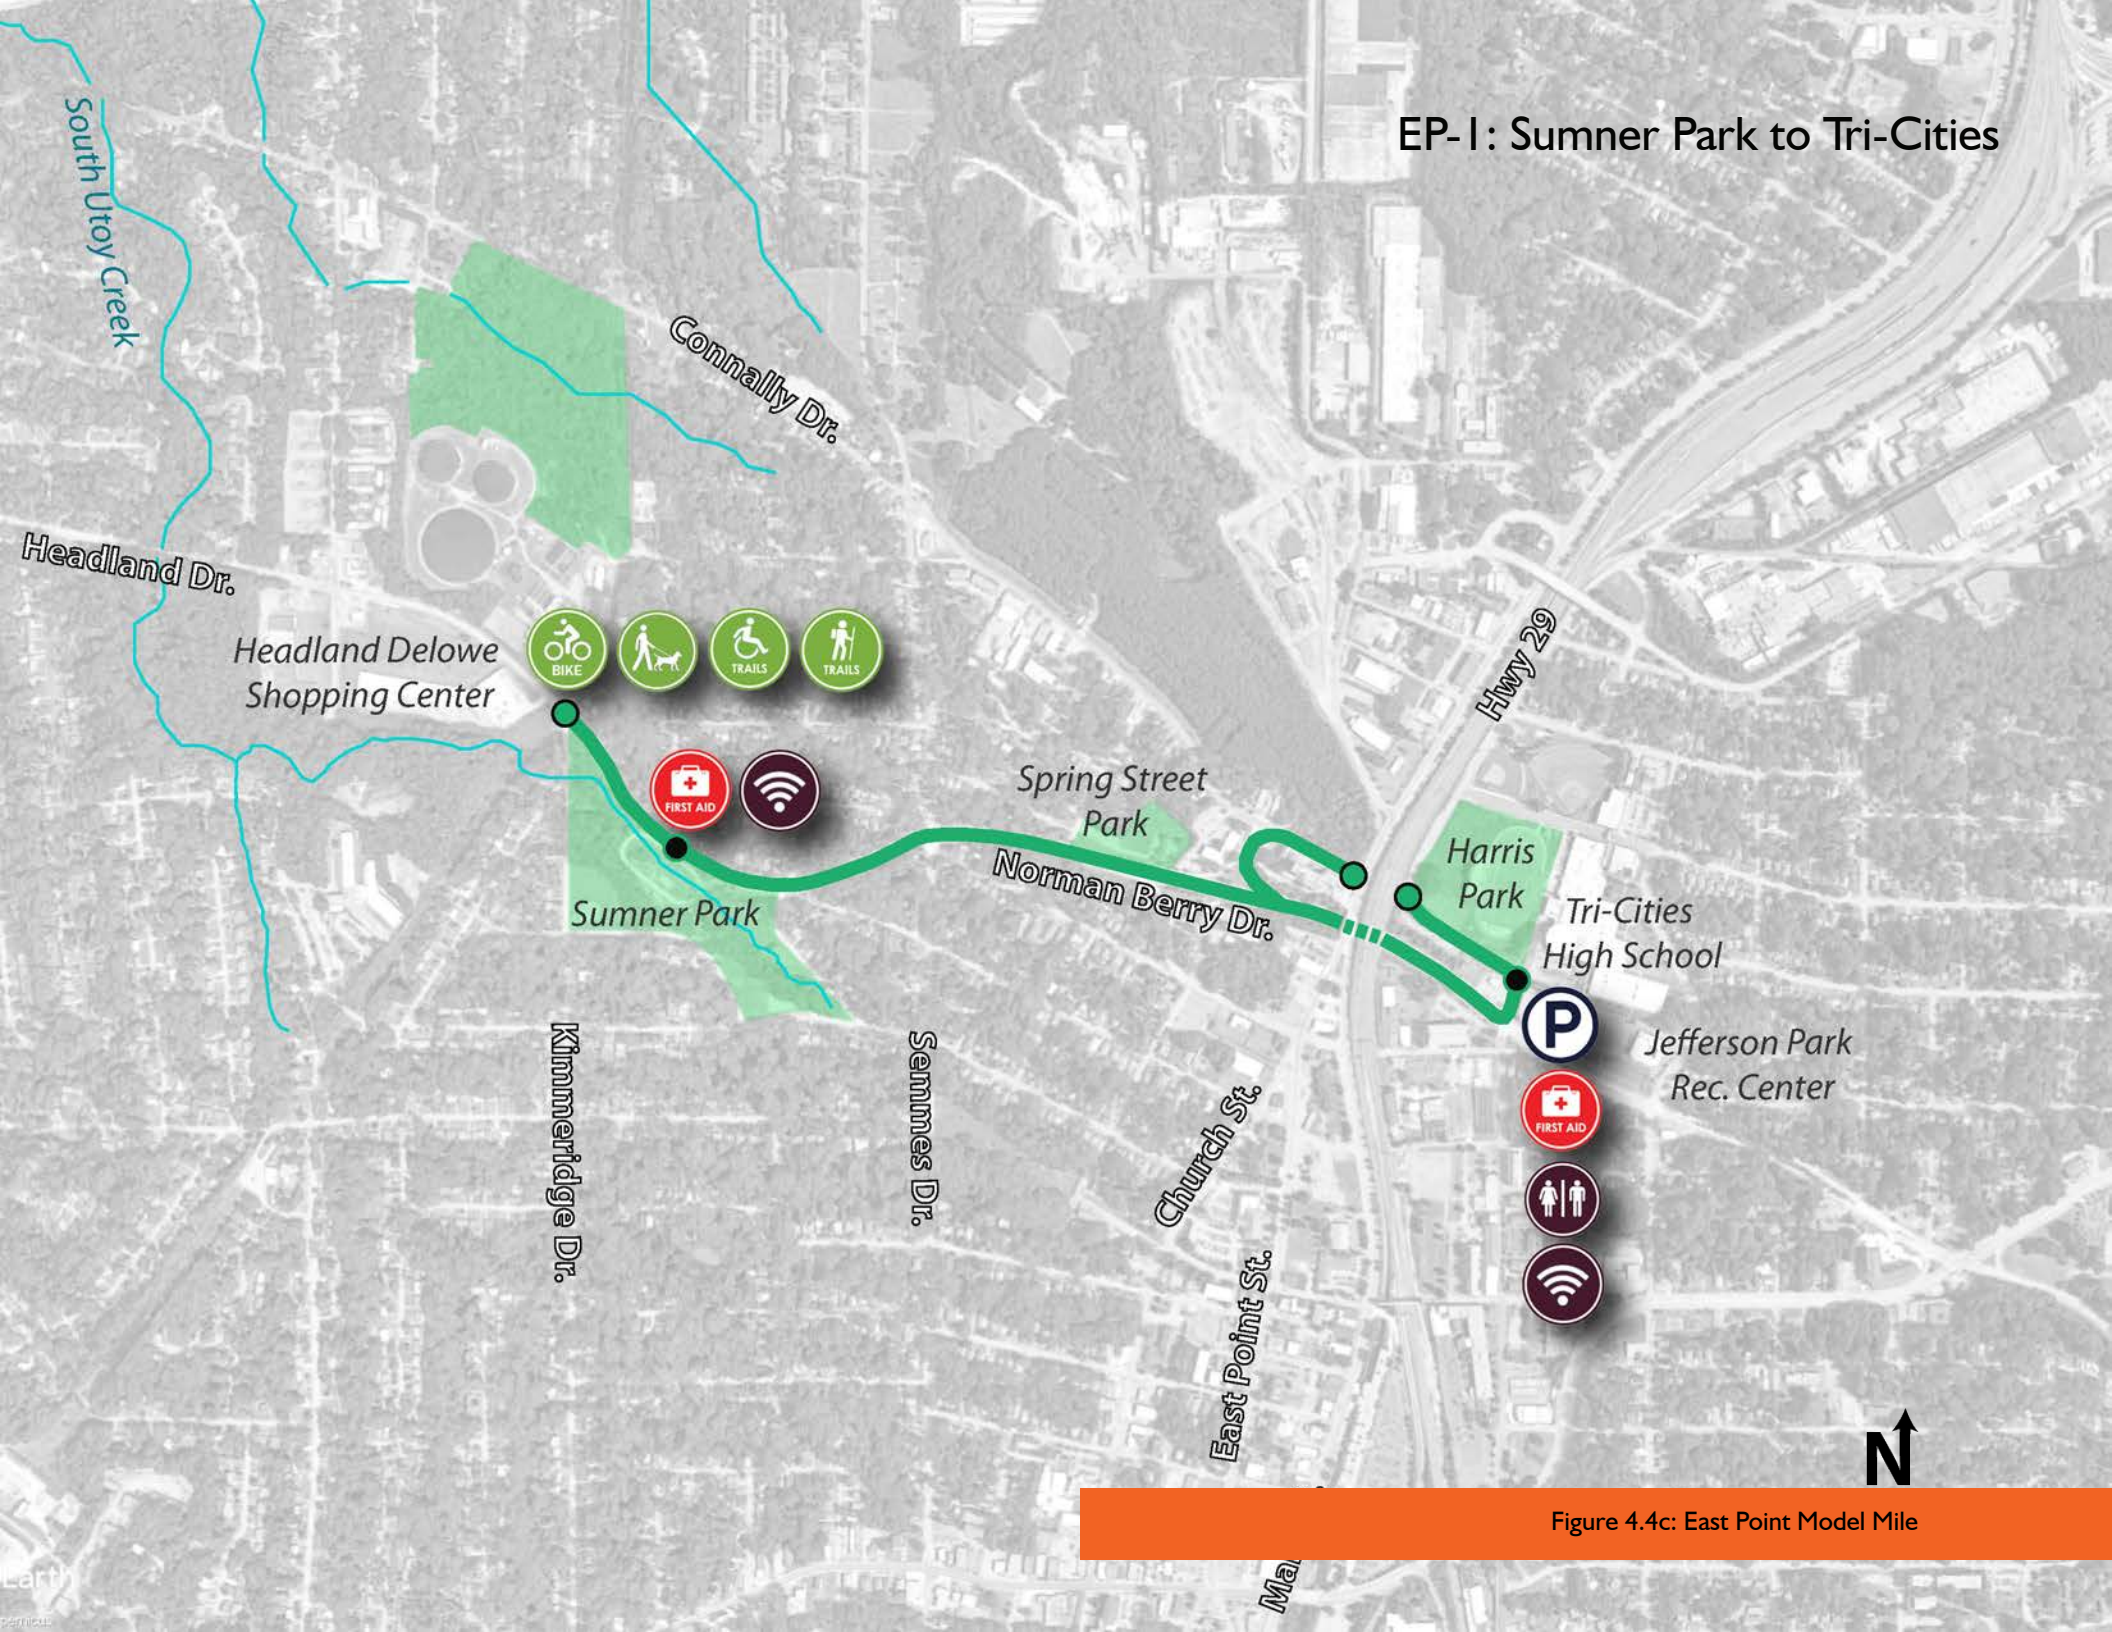 EP-1: Sumner Park to Tri-Cities
South Utoy Creek
Connally Dr.
Headland Dr.
Headland Delowe
Shopping Center
BIKE
TRAILS
TRAILS
Hwy 29
FIRST AID
Spring Street
Park
Norman Berry Dr.
Harris
Park
Sumner Park
Tri-Cities
High School
P
Jefferson Park
Rec. Center
FIRST AID
Kimmeridge Dr.
Semmes Dr.
Church St.
East Point St.
N
Figure 4.4c: East Point Model Mile
Earth